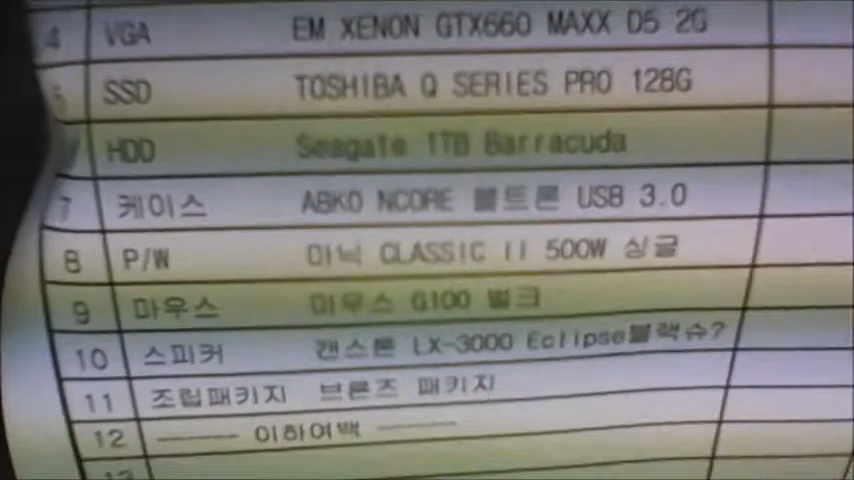 4 VGA EM XENON GTX660 MAXX D5 2G
5 SSD TOSHIBA Q SERIES PRO 128G
HDD Seagate 1TB Barracuda
7 케이스 ABKO NCORE 볼트론 USB 3.0
8 P/W 마닉 CLASSIC II 500W 싱글
9 마우스 마우스 G100 벌크
10 스피커 캔스톤 LX-3000 Eclipse블랙슈?
11 조립패키지 브론즈 패키지
12 ──── 이하여백 ────
13